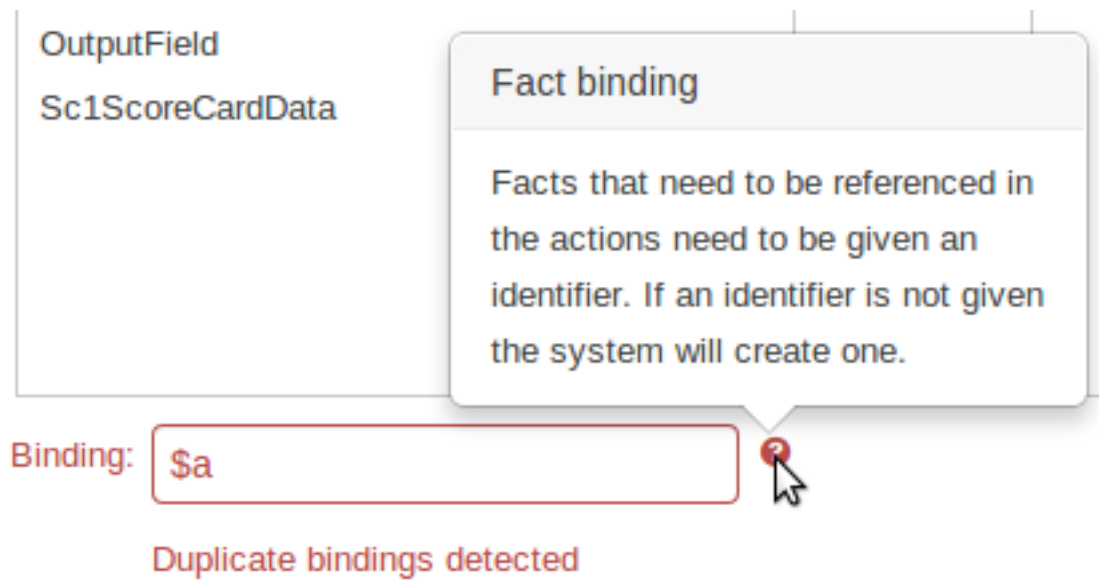 OutputField
Sc1ScoreCardData
Fact binding
Facts that need to be referenced in
the actions need to be given an
identifier. If an identifier is not given
the system will create one.
Binding:
$a
?
Duplicate bindings detected